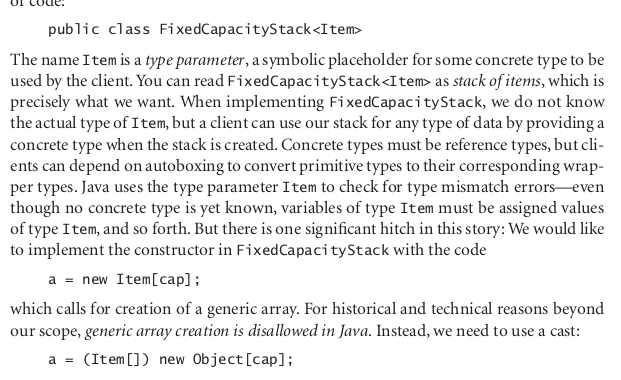 of code:
public class FixedCapacityStack<Item>
The name Item is a type parameter, a symbolic placeholder for some concrete type to be
used by the client. You can read FixedCapacityStack<Item> as stack of items, which is
precisely what we want. When implementing FixedCapacityStack, we do not know
the actual type of Item, but a client can use our stack for any type of data by providing a
concrete type when the stack is created. Concrete types must be reference types, but cli-
ents can depend on autoboxing to convert primitive types to their corresponding wrap-
per types. Java uses the type parameter Item to check for type mismatch errors—even
though no concrete type is yet known, variables of type Item must be assigned values
of type Item, and so forth. But there is one significant hitch in this story: We would like
to implement the constructor in FixedCapacityStack with the code
a = new Item[cap];
which calls for creation of a generic array. For historical and technical reasons beyond
our scope, generic array creation is disallowed in Java. Instead, we need to use a cast:
a = (Item[]) new Object[cap];